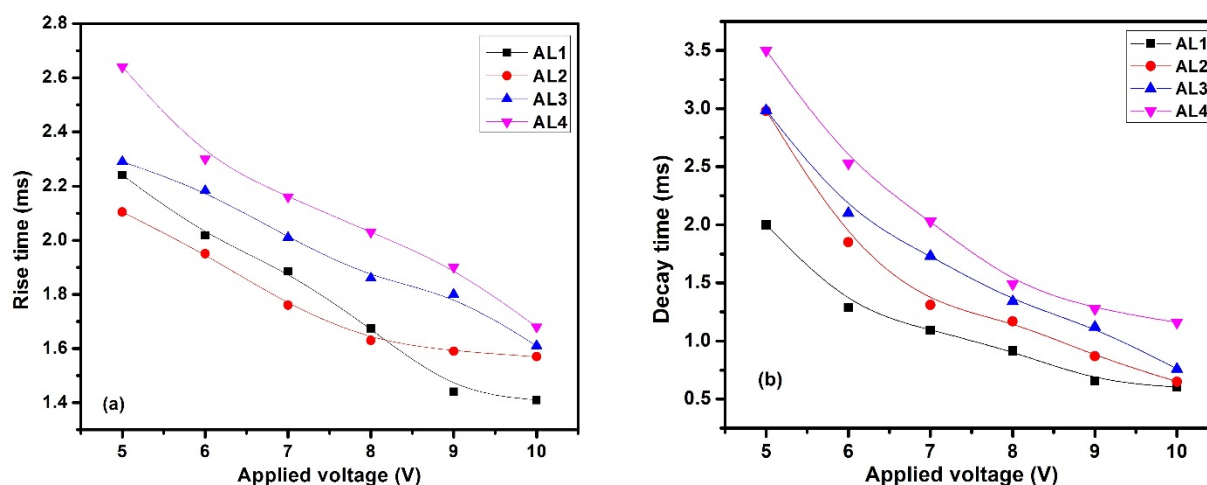 2.8
2.6
2.4
2.2
2.0
1.8
1.6
1.4
Rise time (ms)
AL1
AL2
AL3
AL4
(a)
5 6 7 8 9 10
Applied voltage (V)
3.5
3.0
2.5
2.0
1.5
1.0
0.5
Decay time (ms)
AL1
AL2
AL3
AL4
(b)
5 6 7 8 9 10
Applied voltage (V)